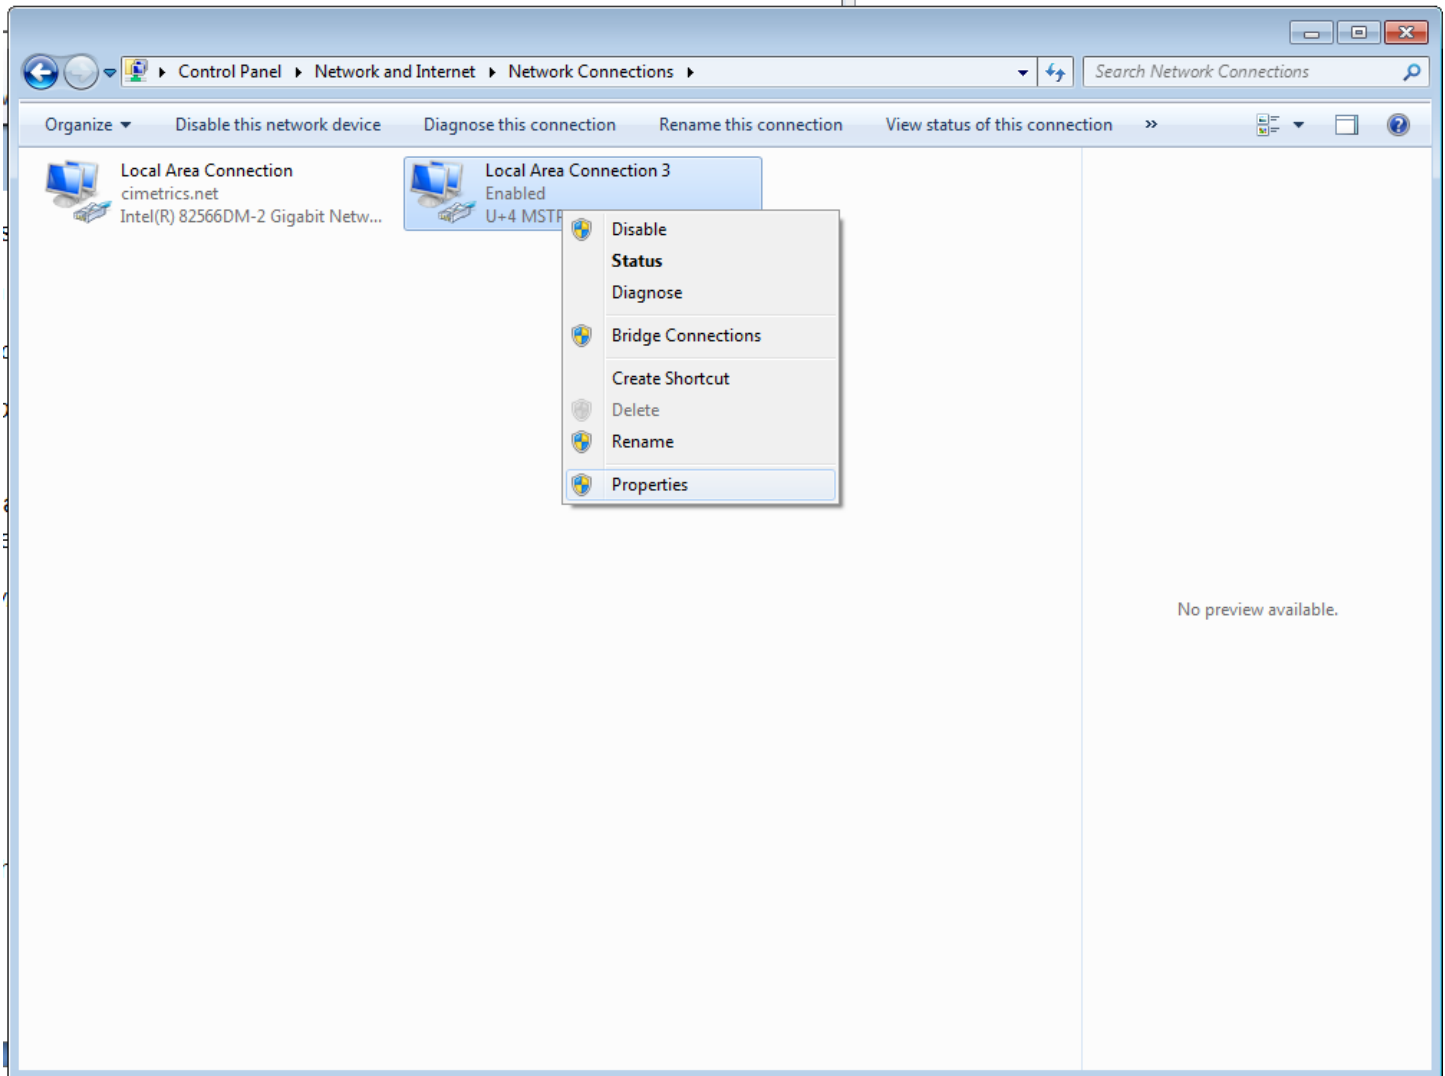 Control Panel Network and Internet Network Connections
Search Network Connections
Organize Disable this network device Diagnose this connection Rename this connection View status of this connection »
Local Area Connection
cimetrics.net
Intel(R) 82566DM-2 Gigabit Netw...
Local Area Connection 3
Enabled
U+4 MSTP
Disable
Status
Diagnose
Bridge Connections
Create Shortcut
Delete
Rename
Properties
No preview available.